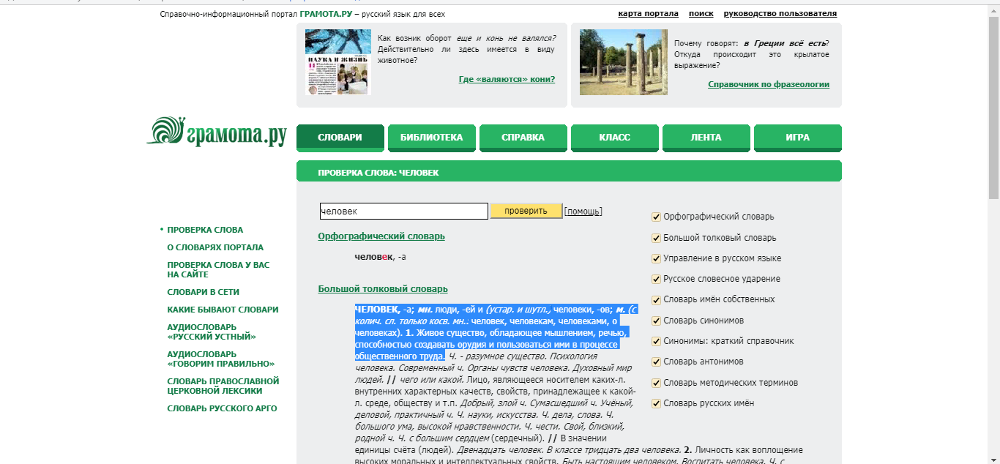 Справочно-информационный портал ГРАМОТА.РУ – русский язык для всех
карта портала поиск руководство пользователя
Как возник оборот еще и конь не валялся?
Действительно ли здесь имеется в виду
животное?
Где «валяются» кони?
НАУКА И ЖИЗНЬ
Почему говорят: в Греции всё есть?
Откуда происходит это крылатое
выражение?
Справочник по фразеологии
грамота.ру
СЛОВАРИ БИБЛИОТЕКА СПРАВКА КЛАСС ЛЕНТА ИГРА
ПРОВЕРКА СЛОВА: ЧЕЛОВЕК
человек проверить [помощь]
ПРОВЕРКА СЛОВА
О СЛОВАРЯХ ПОРТАЛА
ПРОВЕРКА СЛОВА У ВАС
НА САЙТЕ
СЛОВАРИ В СЕТИ
КАКИЕ БЫВАЮТ СЛОВАРИ
АУДИОСЛОВАРЬ
«РУССКИЙ УСТНЫЙ»
АУДИОСЛОВАРЬ
«ГОВОРИМ ПРАВИЛЬНО»
СЛОВАРЬ ПРАВОСЛАВНОЙ
ЦЕРКОВНОЙ ЛЕКСИКИ
СЛОВАРЬ РУССКОГО АРГО
Орфографический словарь
человек, -а
Большой толковый словарь
ЧЕЛОВЕК, -а; мн. люди, -ей и (устар. и шутл.) человеки, -ов; м. (с
колич. сл. только косв. мн.: человек, человекам, человеками, о
человеках). 1. Живое существо, обладающее мышлением, речью,
способностью создавать орудия и пользоваться ими в процессе
общественного труда. Ч. - разумное существо. Психология
человека. Современный ч. Органы чувств человека. Духовный мир
людей. // чего или какой. Лицо, являющееся носителем каких-л.
внутренних характерных качеств, свойств, принадлежащее к какой-
л. среде, обществу и т.п. Добрый, злой ч. Сумасшедший ч. Учёный,
деловой, практичный ч. Ч. науки, искусства. Ч. дела, слова. Ч.
большого ума, высокой нравственности. Ч. чести. Свой, близкий,
родной ч. Ч. с большим сердцем (сердечный). // В значении
единицы счёта (людей). Двенадцать человек. В классе тридцать два человека. 2. Личность как воплощение
высоких моральных и интеллектуальных свойств. Быть настоящим человеком. Воспитать человека. Ч. с
Орфографический словарь
Большой толковый словарь
Управление в русском языке
Русское словесное ударение
Словарь имён собственных
Словарь синонимов
Синонимы: краткий справочник
Словарь антонимов
Словарь методических терминов
Словарь русских имён